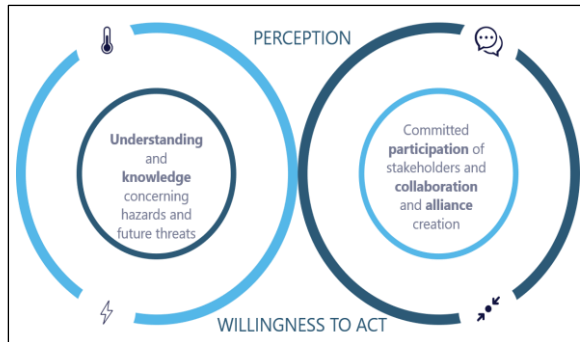 PERCEPTION
Understanding
and
knowledge
concerning
hazards and
future threats
Committed
participation of
stakeholders and
collaboration
and alliance
creation
WILLINGNESS TO ACT